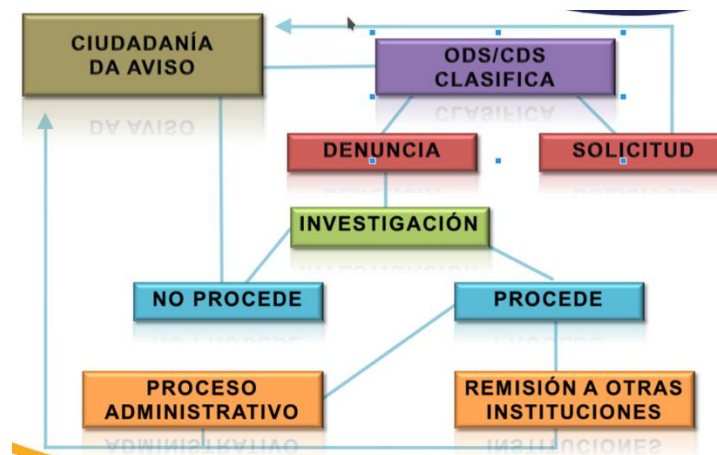 CIUDADANÍA
DA AVISO
ODS/CDS
CLASIFICA
DENUNCIA
SOLICITUD
INVESTIGACIÓN
NO PROCEDE
PROCEDE
PROCESO
ADMINISTRATIVO
REMISIÓN A OTRAS
INSTITUCIONES